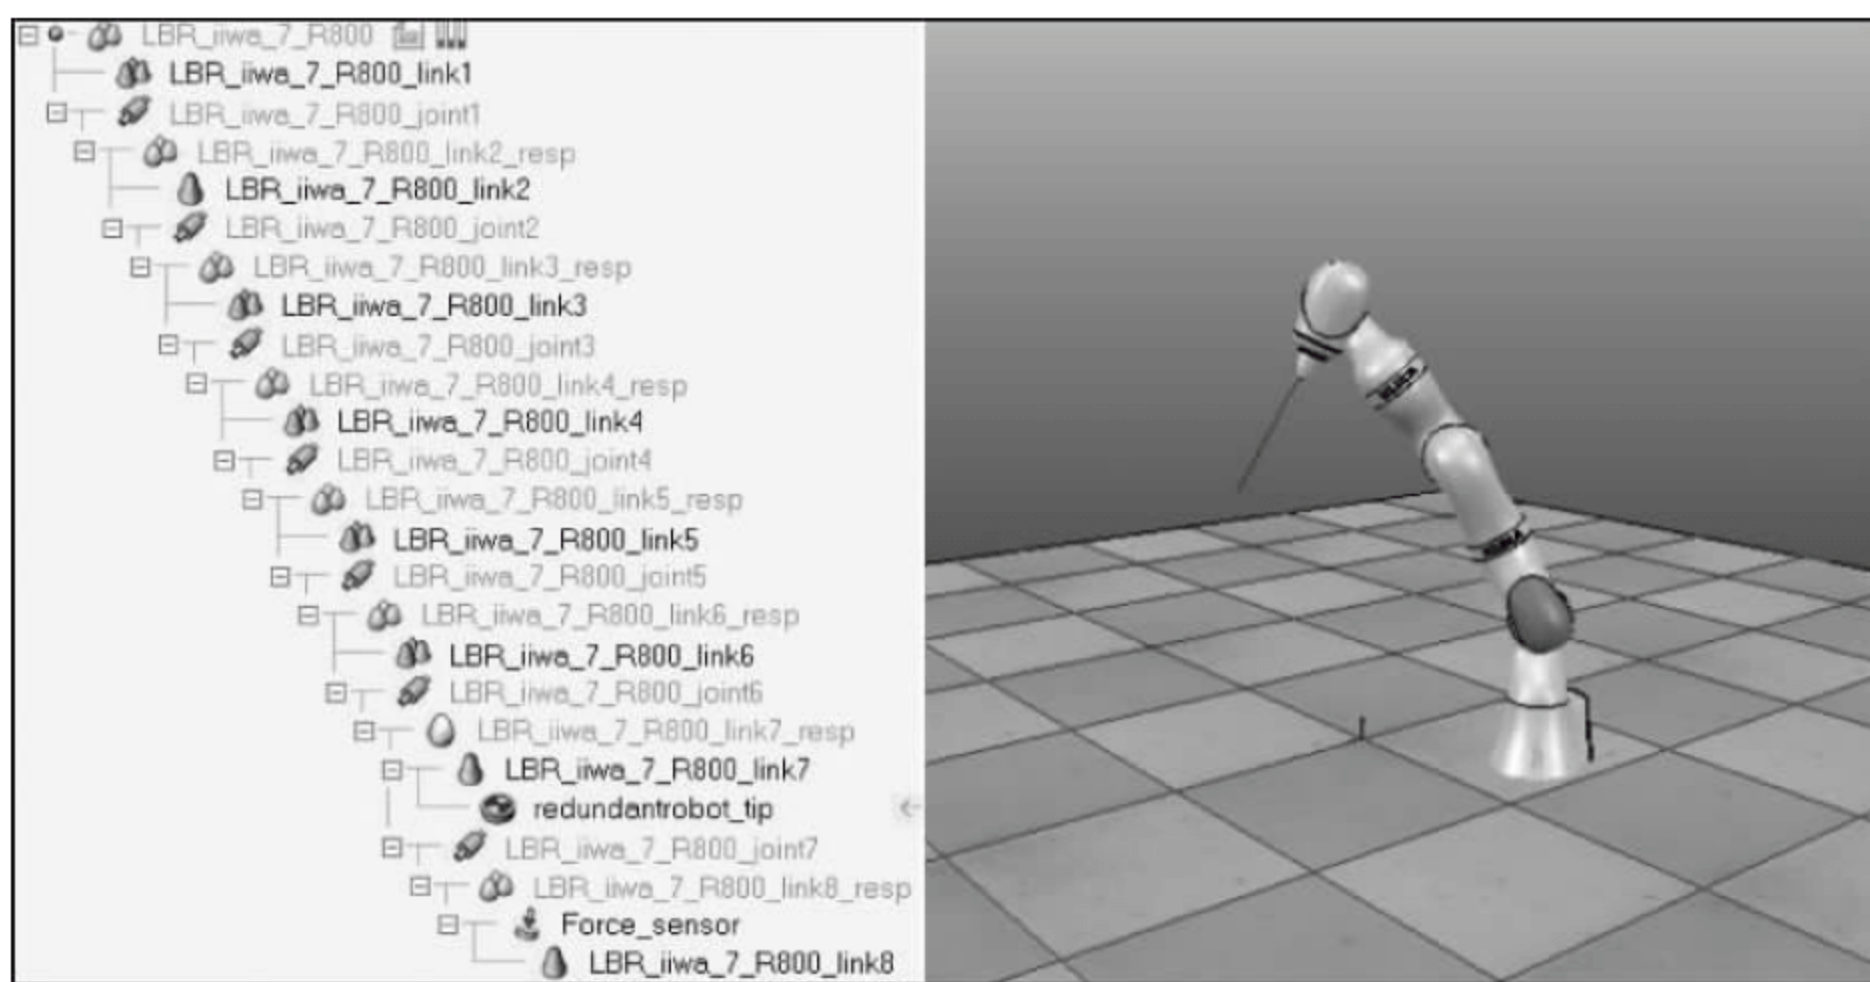 LBR_iiwa_7_R800
LBR_iiwa_7_R800_link1
LBR_iiwa_7_R800_joint1
LBR_iiwa_7_R800_link2_resp
LBR_iiwa_7_R800_link2
LBR_iiwa_7_R800_joint2
LBR_iiwa_7_R800_link3_resp
LBR_iiwa_7_R800_link3
LBR_iiwa_7_R800_joint3
LBR_iiwa_7_R800_link4_resp
LBR_iiwa_7_R800_link4
LBR_iiwa_7_R800_joint4
LBR_iiwa_7_R800_link5_resp
LBR_iiwa_7_R800_link5
LBR_iiwa_7_R800_joint5
LBR_iiwa_7_R800_link6_resp
LBR_iiwa_7_R800_link6
LBR_iiwa_7_R800_joint6
LBR_iiwa_7_R800_link7_resp
LBR_iiwa_7_R800_link7
redundantrobot_tip
LBR_iiwa_7_R800_joint7
LBR_iiwa_7_R800_link8_resp
Force_sensor
LBR_iiwa_7_R800_link8